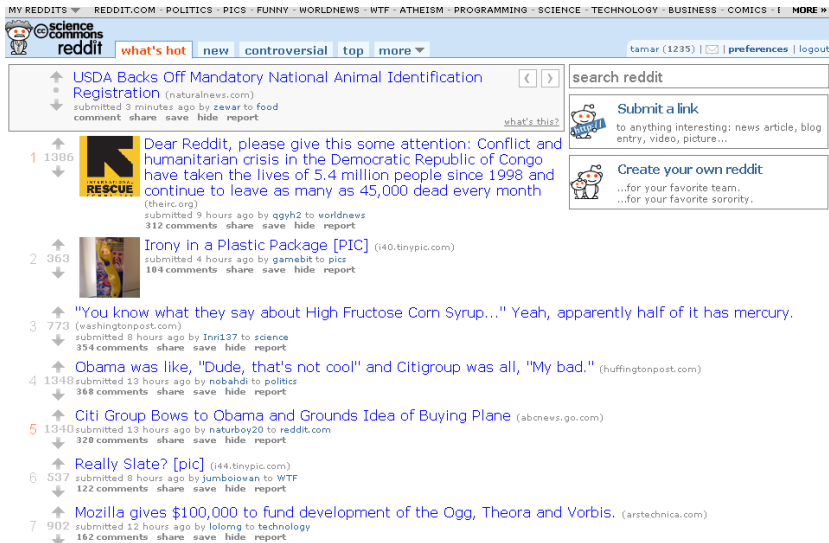 MY REDDITS REDDIT.COM - POLITICS - PICS - FUNNY - WORLDNEWS - WTF - ATHEISM - PROGRAMMING - SCIENCE - TECHNOLOGY - BUSINESS - COMICS - E MORE »
cc science commons reddit
what's hot new controversial top more tamar (1235) | | preferences | logout
USDA Backs Off Mandatory National Animal Identification
Registration (naturalnews.com)
submitted 3 minutes ago by zewar to food
comment share save hide report
what's this?
search reddit
Submit a link
to anything interesting: news article, blog
entry, video, picture...
Create your own reddit
...for your favorite team.
...for your favorite sorority.
1 1386
INTERNATIONAL
RESCUE
COMMITTEE
Dear Reddit, please give this some attention: Conflict and
humanitarian crisis in the Democratic Republic of Congo
have taken the lives of 5.4 million people since 1998 and
continue to leave as many as 45,000 dead every month
(theirc.org)
submitted 9 hours ago by qgyh2 to worldnews
312 comments share save hide report
2 363
Irony in a Plastic Package [PIC] (i40.tinypic.com)
submitted 4 hours ago by gamebit to pics
104 comments share save hide report
"You know what they say about High Fructose Corn Syrup..." Yeah, apparently half of it has mercury.
3 773 (washingtonpost.com)
submitted 8 hours ago by Inri137 to science
354 comments share save hide report
Obama was like, "Dude, that's not cool" and Citigroup was all, "My bad." (huffingtonpost.com)
4 1348 submitted 13 hours ago by nobahdi to politics
368 comments share save hide report
Citi Group Bows to Obama and Grounds Idea of Buying Plane (abcnews.go.com)
5 1340 submitted 13 hours ago by naturboy20 to reddit.com
320 comments share save hide report
Really Slate? [pic] (i44.tinypic.com)
6 537 submitted 8 hours ago by jumboiowan to WTF
122 comments share save hide report
Mozilla gives $100,000 to fund development of the Ogg, Theora and Vorbis. (arstechnica.com)
7 902 submitted 12 hours ago by lolomg to technology
162 comments share save hide report